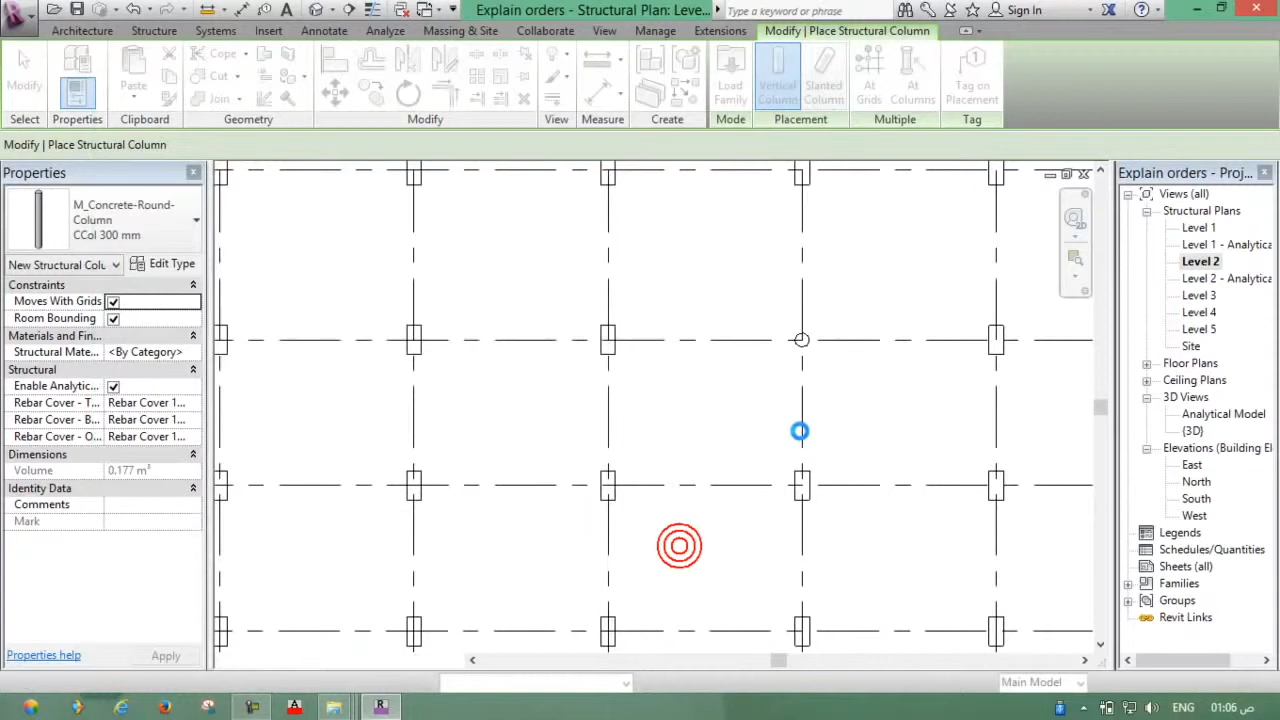 Explain orders - Structural Plan: Leve...
Type a keyword or phrase
Sign In
Architecture Structure Systems Insert Annotate Analyze Massing & Site Collaborate View Manage Extensions Modify | Place Structural Column
Modify
Paste
Cope
Cut
Join
Load
Family
Vertical
Column
Slanted
Column
At
Grids
At
Columns
Tag on
Placement
Select Properties Clipboard Geometry Modify View Measure Create Mode Placement Multiple Tag
Modify | Place Structural Column
Properties
M_Concrete-Round-
Column
CCol 300 mm
New Structural Colu
Edit Type
Constraints
Moves With Grids
Room Bounding
Materials and Fin...
Structural Mate... <By Category>
Structural
Enable Analytic...
Rebar Cover - T... Rebar Cover 1...
Rebar Cover - B... Rebar Cover 1...
Rebar Cover - O... Rebar Cover 1...
Dimensions
Volume 0.177 m³
Identity Data
Comments
Mark
Properties help
Apply
2D
Explain orders - Proj...
Views (all)
Structural Plans
Level 1
Level 1 - Analytica
Level 2
Level 2 - Analytica
Level 3
Level 4
Level 5
Site
Floor Plans
Ceiling Plans
3D Views
Analytical Model
{3D}
Elevations (Building El
East
North
South
West
Legends
Schedules/Quantities
Sheets (all)
Families
Groups
Revit Links
Main Model
ENG
01:06 ص